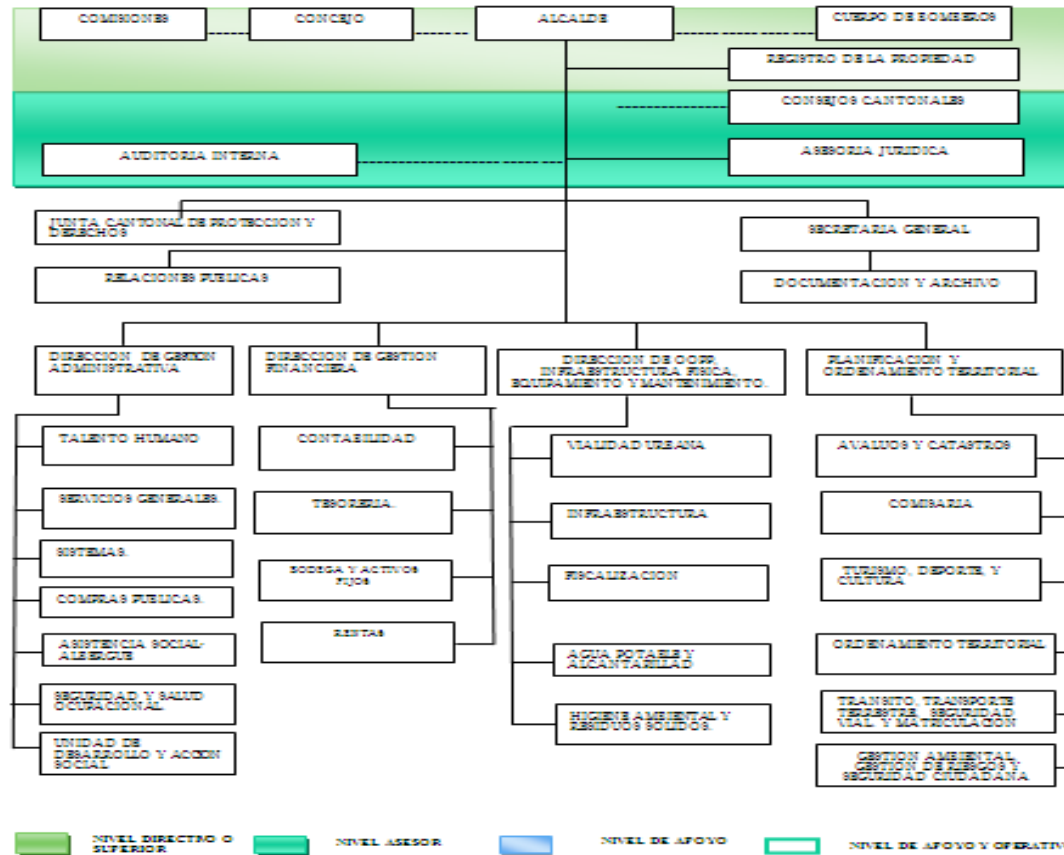 COMISIONES
CONCEJO
ALCALDE
CUERPO DE BOMBEROS
REGISTRO DE LA PROPIEDAD
CONSEJOS CANTONALES
AUDITORIA INTERNA
ASESORIA JURIDICA
JUNTA CANTONAL DE PROTECCION Y
DERECHOS
SECRETARIA GENERAL
RELACIONES PUBLICAS
DOCUMENTACION Y ARCHIVO
DIRECCION DE GESTION
ADMINISTRATIVA
DIRECCION DE GESTION
FINANCIERA
DIRECCION DE OOPP,
INFRAESTRUCTURA FISICA,
EQUIPAMIENTO Y MANTENIMIENTO.
PLANIFICACION Y
ORDENAMIENTO TERRITORIAL
TALENTO HUMANO
SERVICIOS GENERALES.
SISTEMAS.
COMPRAS PUBLICAS.
ASISTENCIA SOCIAL-
ALBERGUE
SEGURIDAD, Y SALUD
OCUPACIONAL
UNIDAD DE
DESARROLLO Y ACCION
SOCIAL
CONTABILIDAD
TESORERIA.
BODEGA Y ACTIVOS
FIJOS
RENTAS
VIALIDAD URBANA
INFRAESTRUCTURA
FISCALIZACION
AGUA POTABLE Y
ALCANTARILLAD
HIGIENE AMBIENTAL Y
RESIDUOS SOLIDOS.
AVALUOS Y CATASTROS
COMISARIA
TURISMO, DEPORTE, Y
CULTURA
ORDENAMIENTO TERRITORIAL
TRANSITO, TRANSPORTE
TERRESTRE, SEGURIDAD
VIAL, Y MATRICULACION
GESTION AMBIENTAL,
GESTION DE RIESGOS Y
SEGURIDAD CIUDADANA
NIVEL DIRECTIVO O
SUPERIOR
NIVEL ASESOR
NIVEL DE APOYO
NIVEL DE APOYO Y OPERATIV